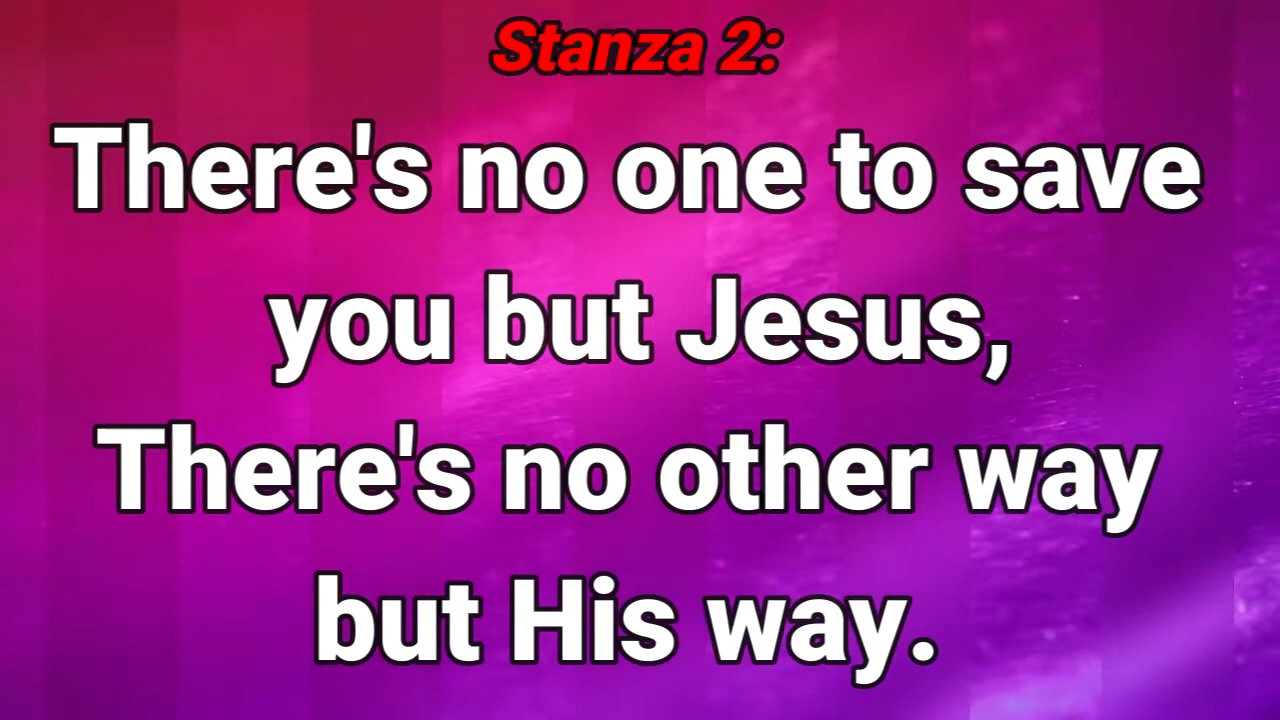 Stanza 2:
There's no one to save
you but Jesus,
There's no other way
but His way.